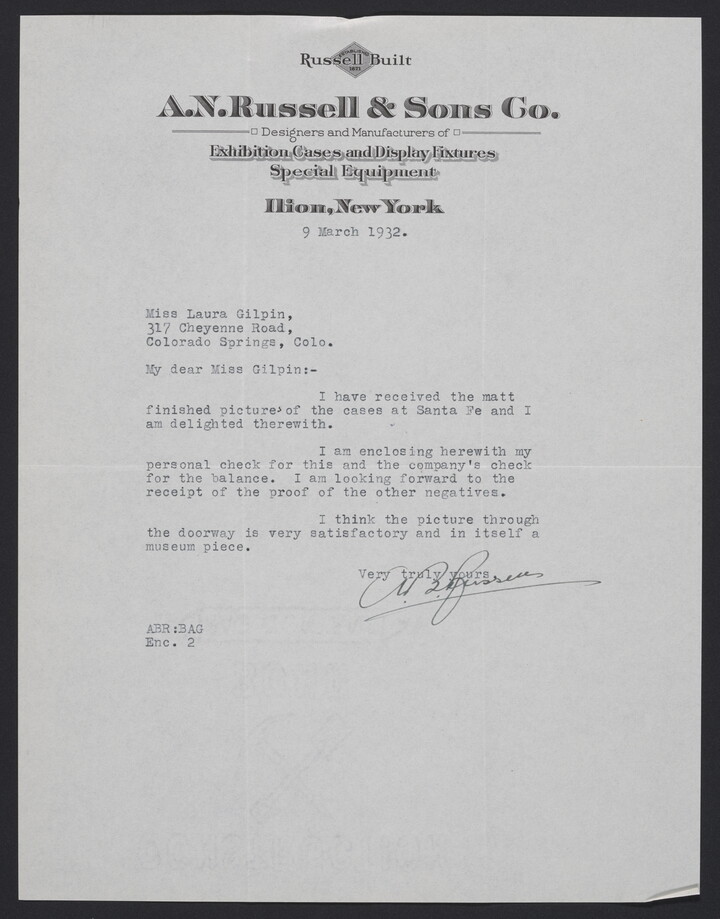 Russell Built
ESTABLISHED
1871
A.N. Russell & Sons Co.
Designers and Manufacturers of
Exhibition Cases and Display Fixtures
Special Equipment
Ilion, New York
9 March 1932.
Miss Laura Gilpin,
317 Cheyenne Road,
Colorado Springs, Colo.
My dear Miss Gilpin:-
I have received the matt
finished pictures of the cases at Santa Fe and I
am delighted therewith.
I am enclosing herewith my
personal check for this and the company's check
for the balance. I am looking forward to the
receipt of the proof of the other negatives.
I think the picture through
the doorway is very satisfactory and in itself a
museum piece.
Very truly yours
A. B. Russell
ABR:BAG
Enc. 2